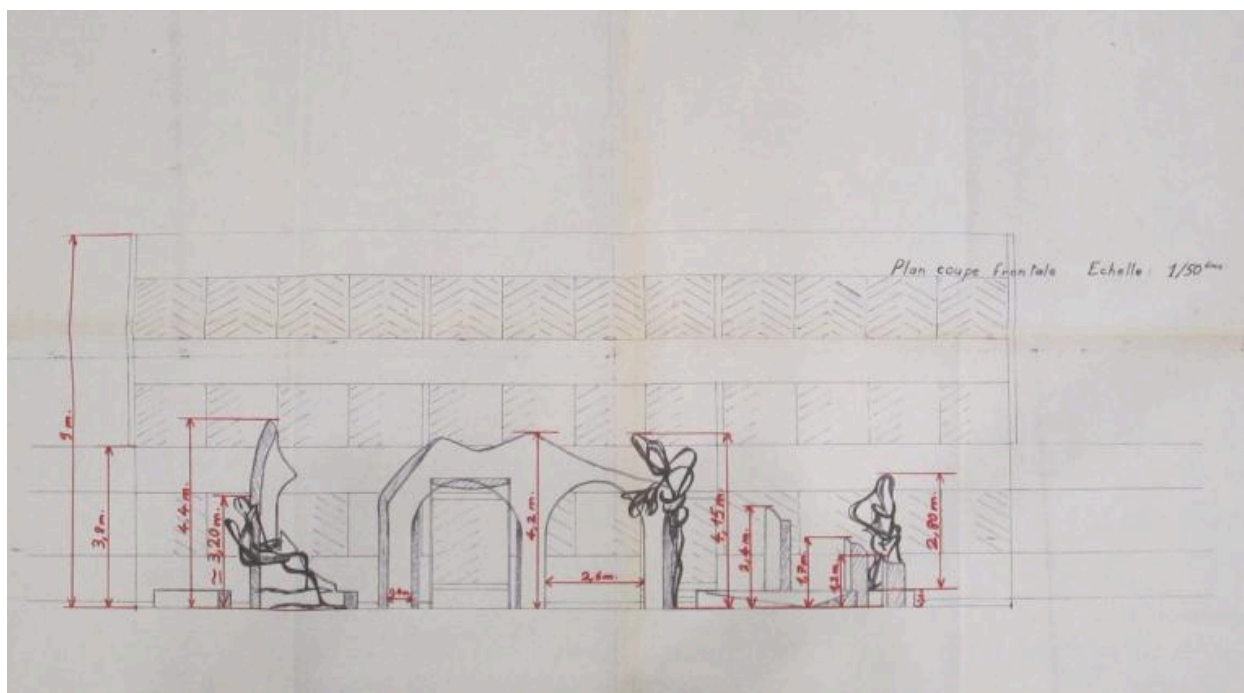 Plan coupe frontale Echelle: 1/50ème
9 m.
3,8 m.
4.4 m.
≈ 3,20 m.
4,2 m.
2,6 m.
4,15 m.
2,4 m.
1,7 m.
1,2 m.
2,80 m.